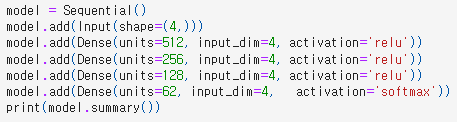 model = Sequential()
model.add(Input(shape=(4,)))
model.add(Dense(units=512, input_dim=4, activation='relu'))
model.add(Dense(units=256, input_dim=4, activation='relu'))
model.add(Dense(units=128, input_dim=4, activation='relu'))
model.add(Dense(units=62, input_dim=4,   activation='softmax'))
print(model.summary())